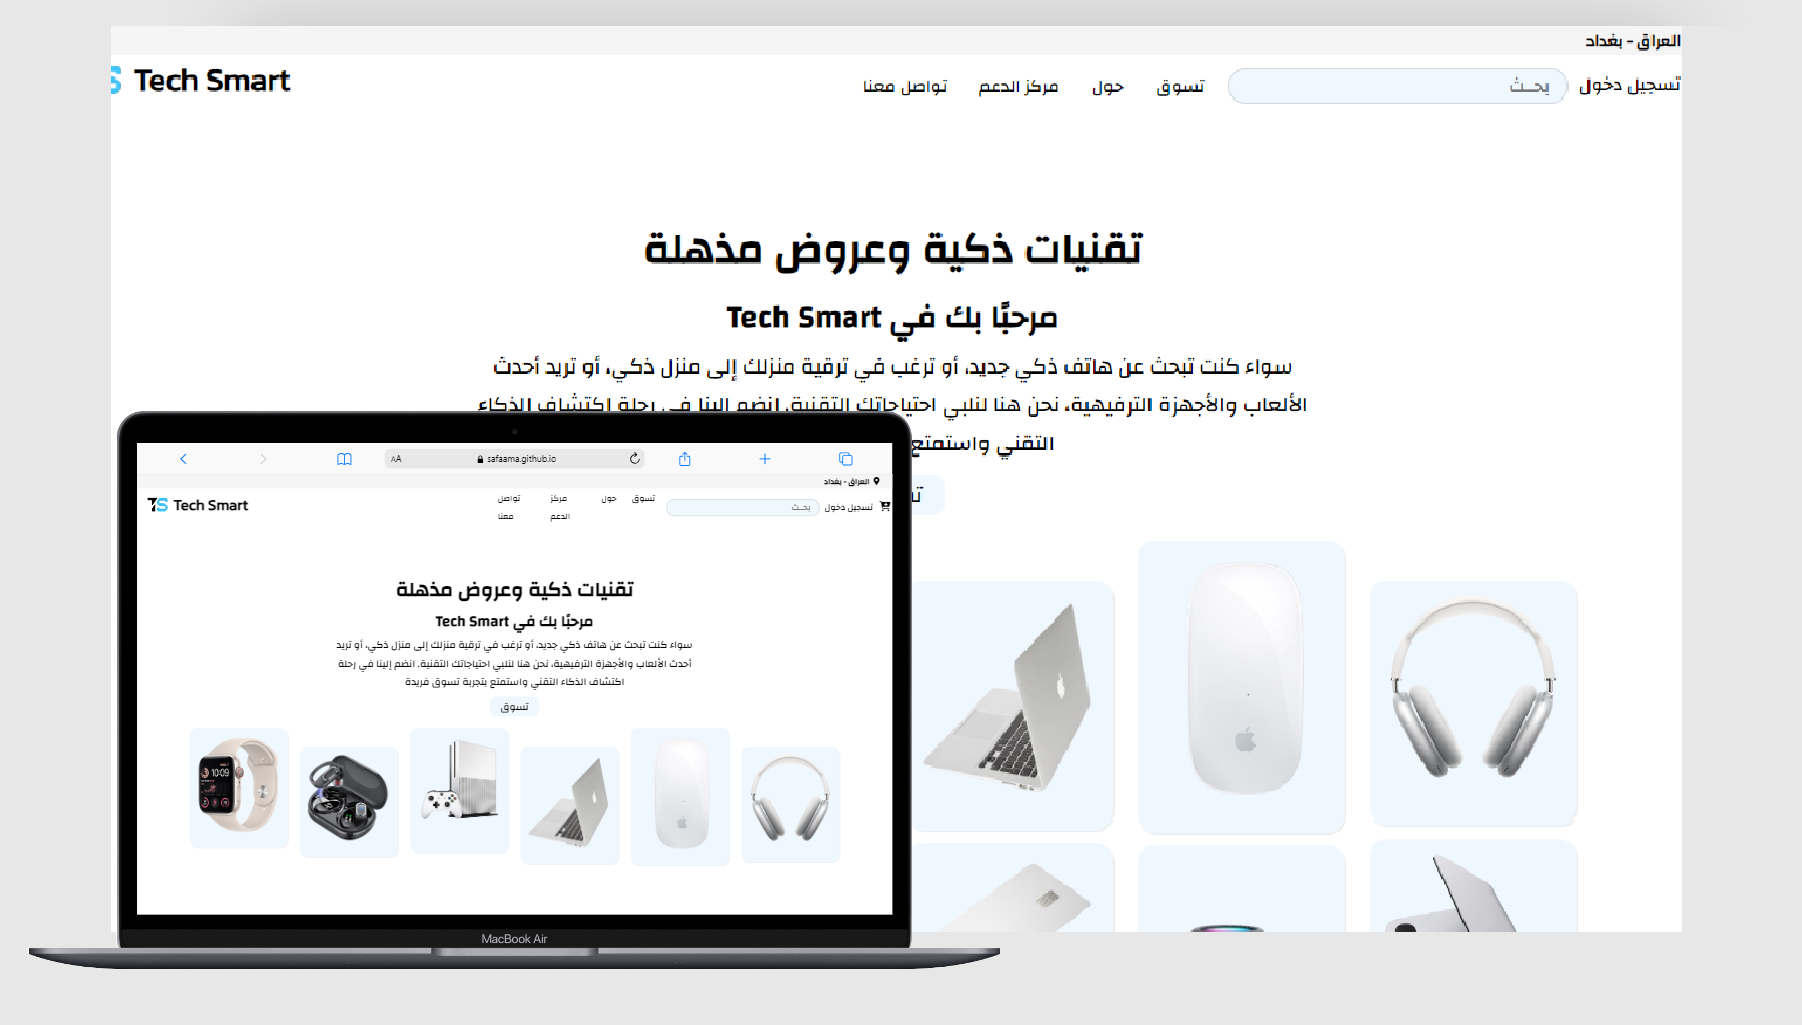 العراق - بغداد
تسجيل دخول
يحـث
تسوق
حول
مركز الدعم
تواصل معنا
S Tech Smart
تقنيات ذكية وعروض مذهلة
مرحبًا بك في Tech Smart
سواء كنت تبحث عن هاتف ذكي جديد، أو ترغب في ترقية منزلك إلى منزل ذكي، أو تريد أحدث
الألعاب والأجهزة الترفيهية، نحن هنا لنلبي احتياجاتك التقنية. انضم إلينا في رحلة اكتشاف الذكاء
التقني واستمتع
AA
safaama.github.io
العراق - بغداد
تسجيل دخول
يحـث
تسوق
حول
مركز
الدعم
تواصل
معنا
TS Tech Smart
تقنيات ذكية وعروض مذهلة
مرحبًا بك في Tech Smart
سواء كنت تبحث عن هاتف ذكي جديد، أو ترغب في ترقية منزلك إلى منزل ذكي، أو تريد
أحدث الألعاب والأجهزة الترفيهية، نحن هنا لنلبي احتياجاتك التقنية. انضم إلينا في رحلة
اكتشاف الذكاء التقني واستمتع بتجربة تسوق فريدة
تسوق
10:09
MacBook Air